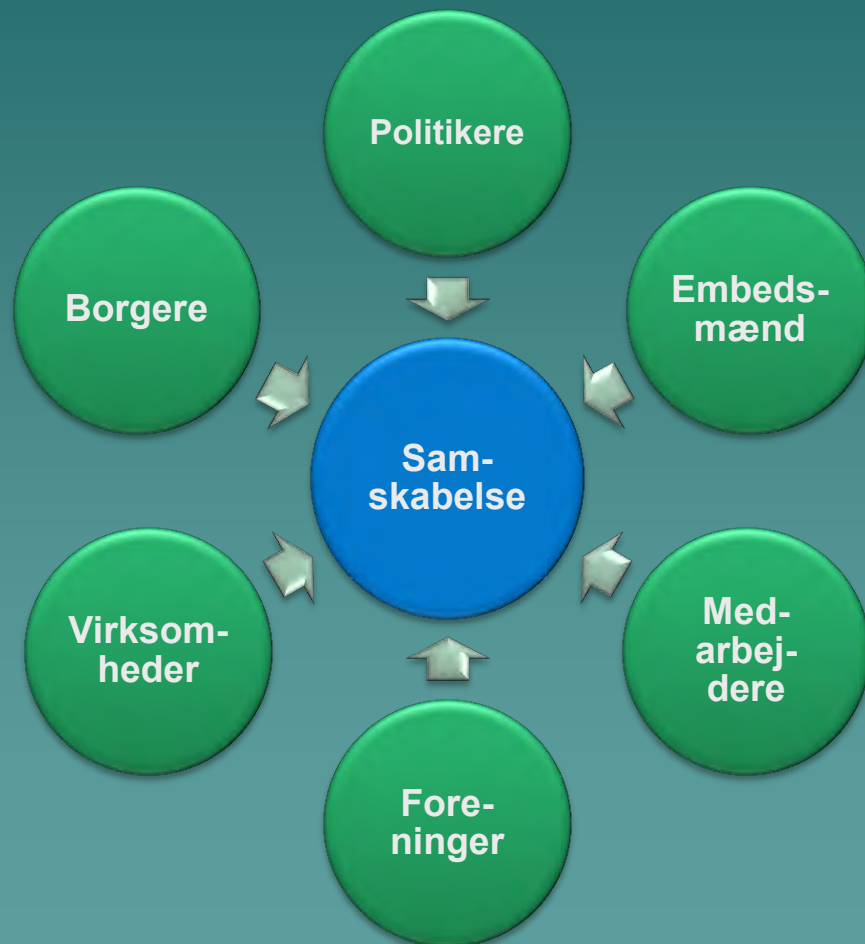 Politikere
Borgere
Embeds-
mænd
Sam-
skabelse
Virksom-
heder
Med-
arbej-
dere
Fore-
ninger